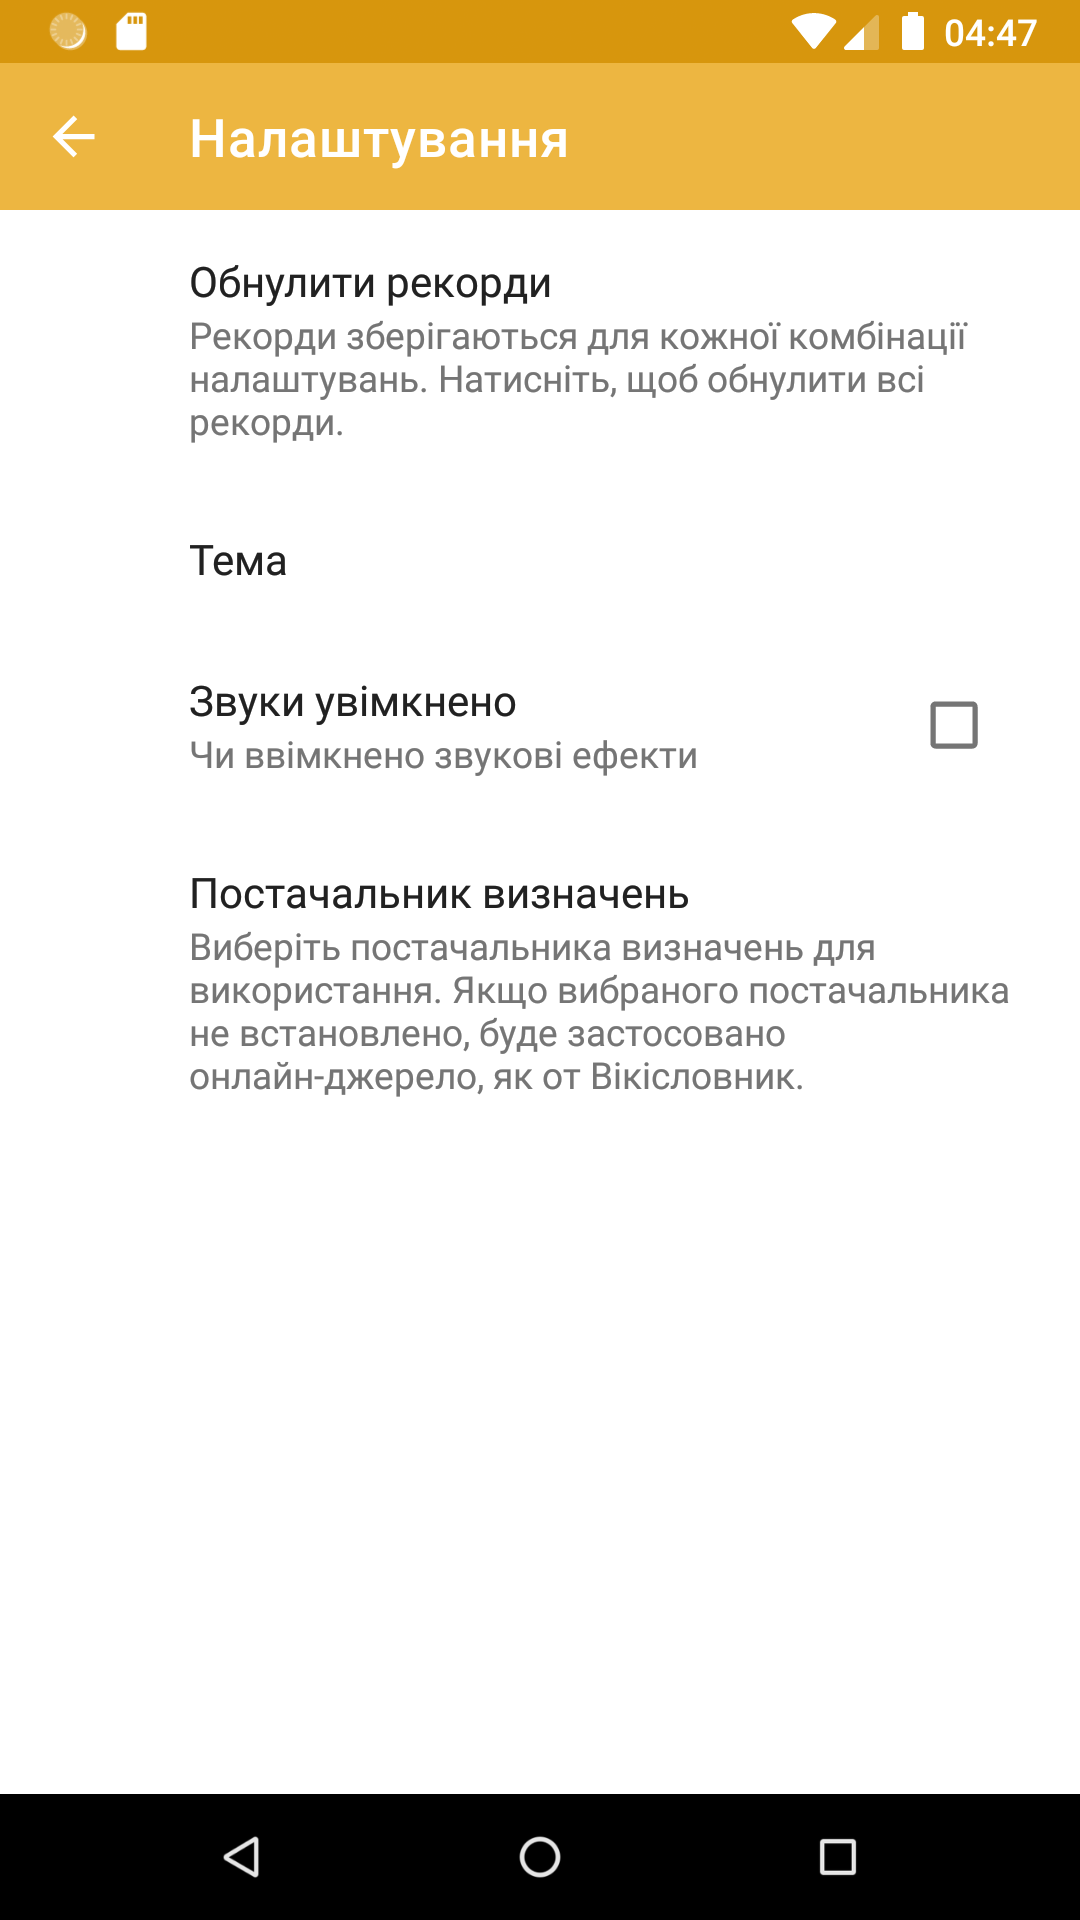 04:47
Налаштування
Обнулити рекорди
Рекорди зберігаються для кожної комбінації
налаштувань. Натисніть, щоб обнулити всі
рекорди.
Тема
Звуки увімкнено
Чи ввімкнено звукові ефекти
Постачальник визначень
Виберіть постачальника визначень для
використання. Якщо вибраного постачальника
не встановлено, буде застосовано
онлайн-джерело, як от Вікісловник.